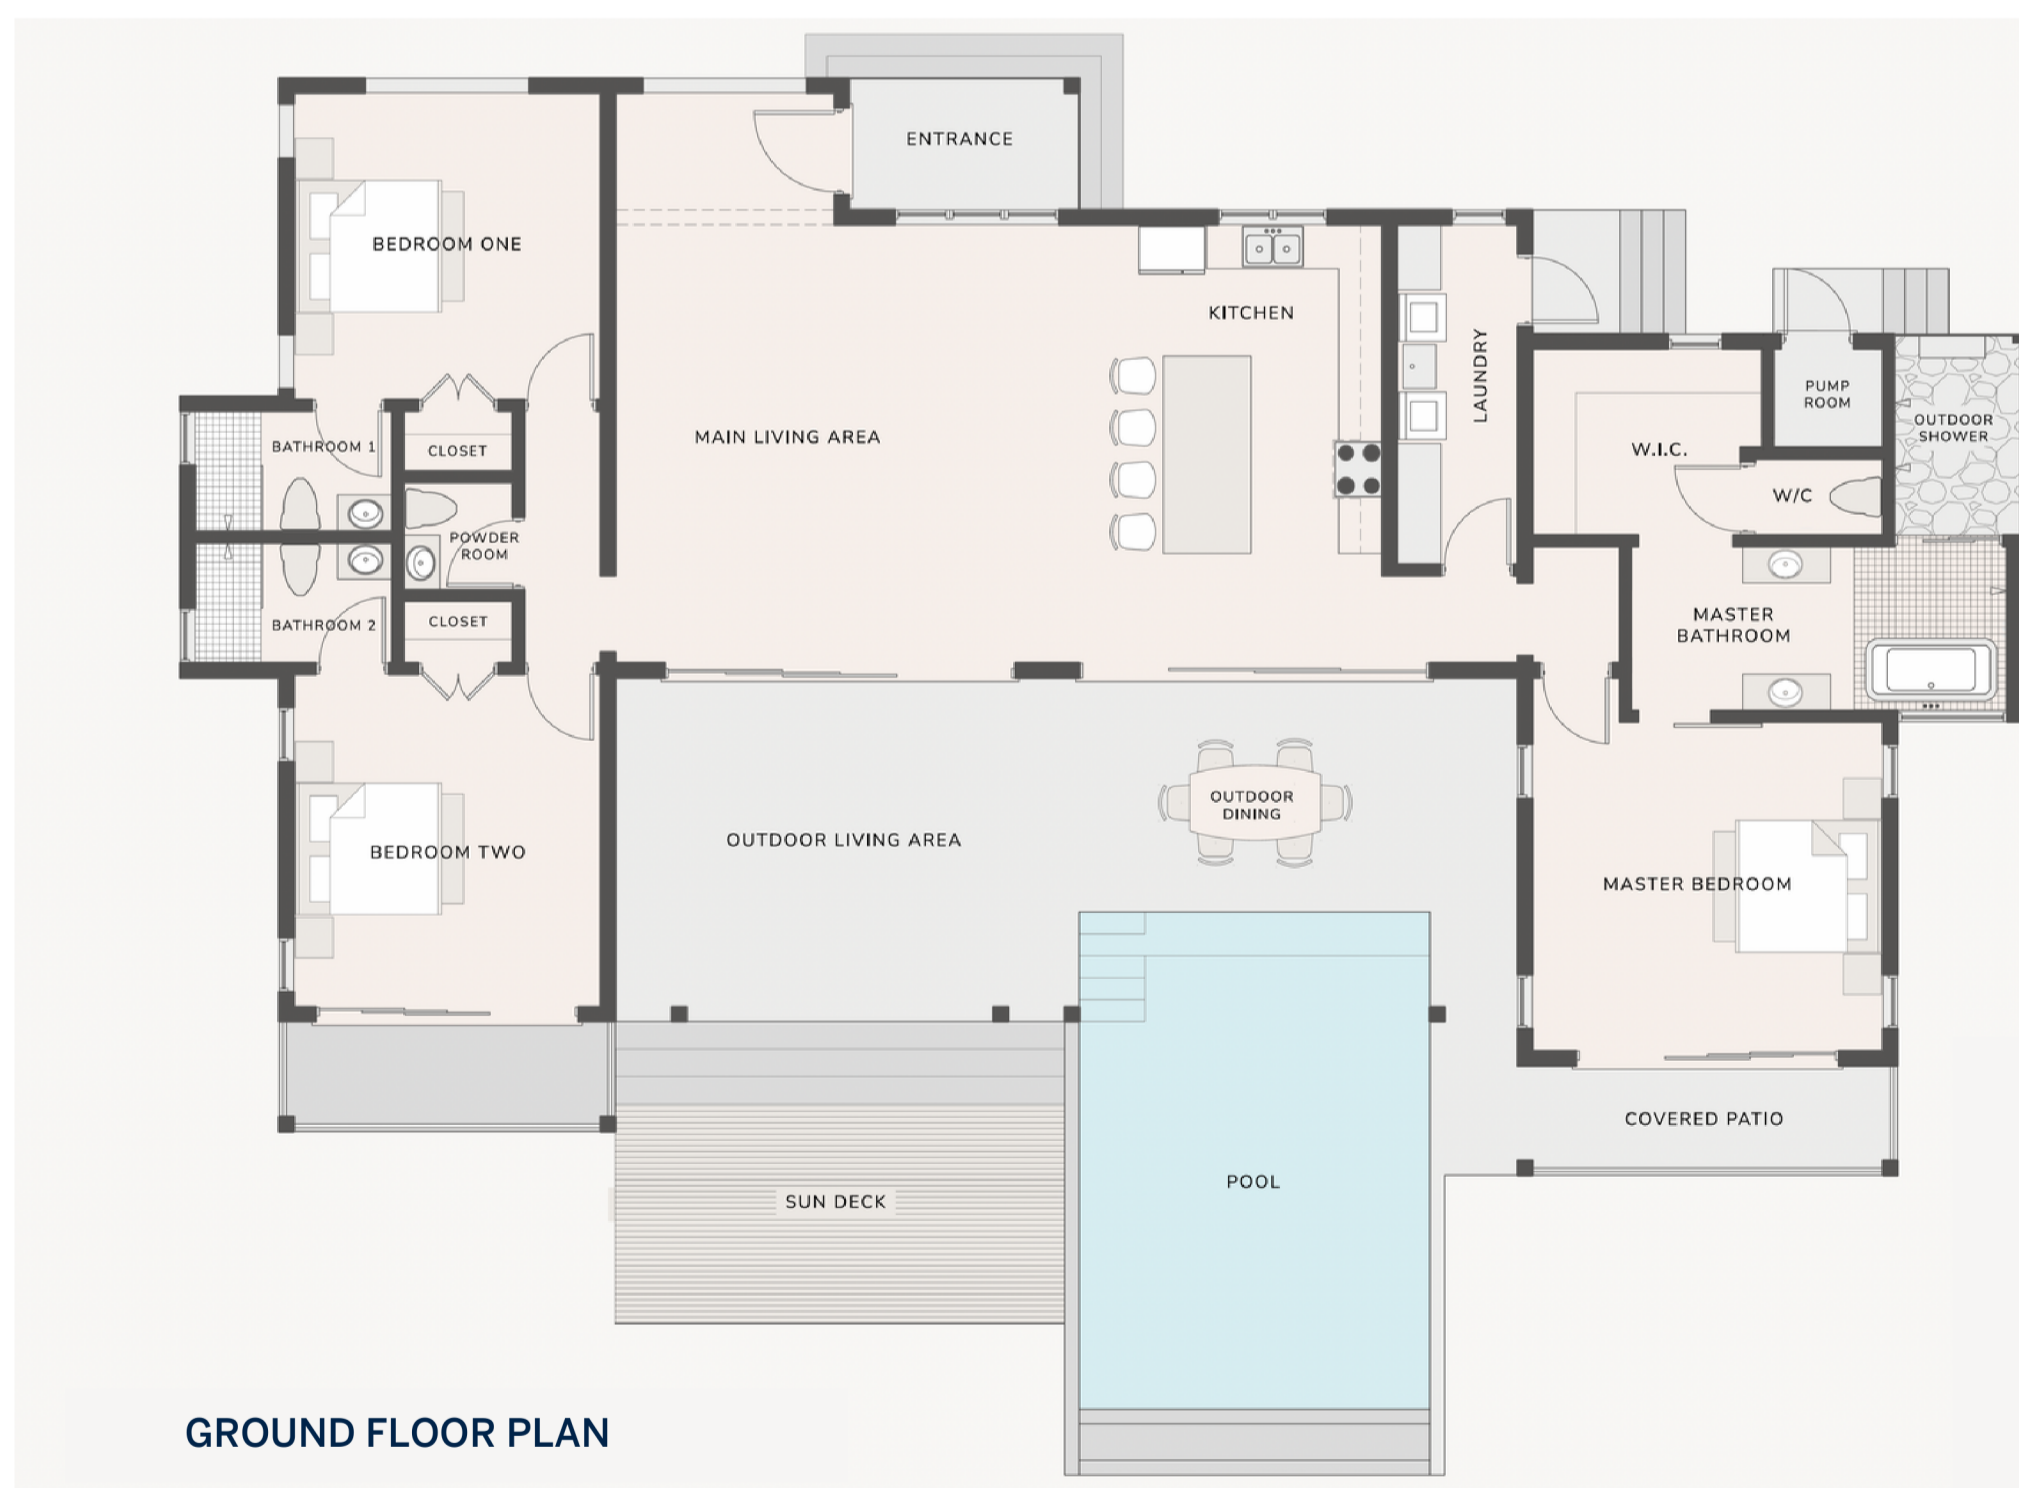 ENTRANCE
BEDROOM ONE
KITCHEN
LAUNDRY
PUMP
ROOM
OUTDOOR
SHOWER
MAIN LIVING AREA
BATHROOM 1
CLOSET
W.I.C.
W/C
POWDER
ROOM
BATHROOM 2
CLOSET
MASTER
BATHROOM
OUTDOOR
DINING
OUTDOOR LIVING AREA
BEDROOM TWO
MASTER BEDROOM
COVERED PATIO
POOL
SUN DECK
GROUND FLOOR PLAN